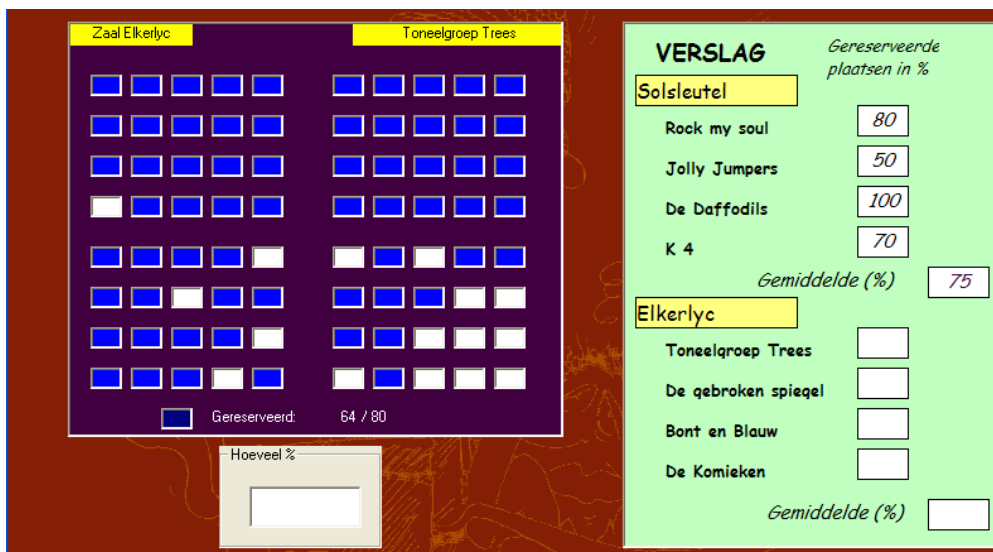 Zaal Elkerlyc
Toneelgroep Trees
Gereserveerd: 64 / 80
Hoeveel %
VERSLAG
Gereserveerde
plaatsen in %
Solsleutel
Rock my soul 80
Jolly Jumpers 50
De Daffodils 100
K 4 70
Gemiddelde (%) 75
Elkerlyc
Toneelgroep Trees
De gebroken spiegel
Bont en Blauw
De Komieken
Gemiddelde (%)